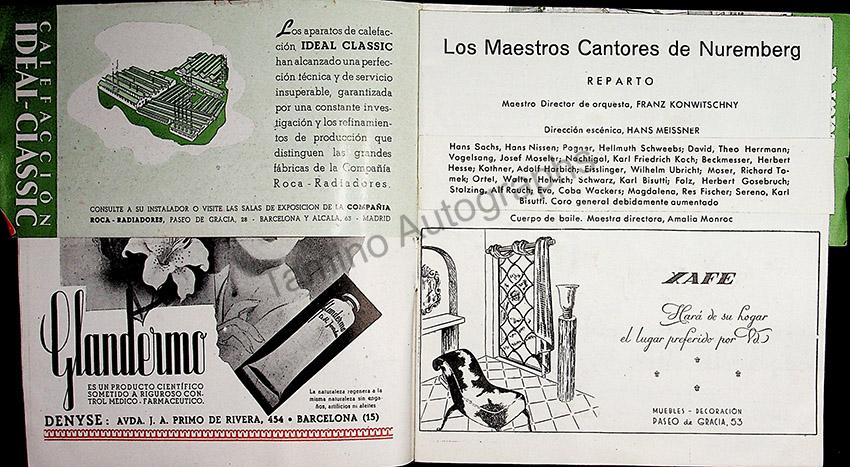 CALEFACCIÓN
IDEAL-CLASSIC
Los aparatos de calefac-
ción IDEAL CLASSIC
han alcanzado una perfec-
ción técnica y de servicio
insuperable, garantizada
por una constante inves-
tigación y los refinamien-
tos de producción que
distinguen las grandes
fábricas de la Compañía
Roca-Radiadores.
CONSULTE A SU INSTALADOR O VISITE LAS SALAS DE EXPOSICION DE LA COMPAÑIA
ROCA-RADIADORES, PASEO DE GRACIA, 28 - BARCELONA Y ALCALA, 63 - MADRID
Glandermo
ES UN PRODUCTO CIENTÍFICO
SOMETIDO A RIGUROSO CON-
TROL MEDICO-FARMACEUTICO.
Glandermo
La naturaleza regenera a la
misma naturaleza sin enga-
ños, artificios ni afeites
DENYSE: AVDA. J. A. PRIMO DE RIVERA, 454 • BARCELONA (15)
Los Maestros Cantores de Nuremberg
REPARTO
Maestro Director de orquesta, FRANZ KONWITSCHNY
Dirección escénica, HANS MEISSNER
Hans Sachs, Hans Nissen; Pogner, Hellmuth Schweebs; David, Theo Herrmann;
Vogelsang, Josef Moseler; Karl Friedrich Koch; Beckmesser, Herbert
Hesse; Kothner, Adolf Eisslinger, Wilhelm Ubricht; Moser, Richard To-
mek; Ortel, Walter Hofwich; Schwarz, Karl Bisutti; Folz, Herbert Gosebruch;
Stolzing, Alf Rauch; Coba Wackers; Magdalena, Res Fischer; Sereno, Karl
Bisutti. Coro general debidamente aumentado
Cuerpo de baile. Maestra directora, Amalia Monroc
XAFE
Hará de su hogar
el lugar preferido por Vd.
MUEBLES - DECORACIÓN
PASEO DE GRACIA, 53
Tamino Autographs